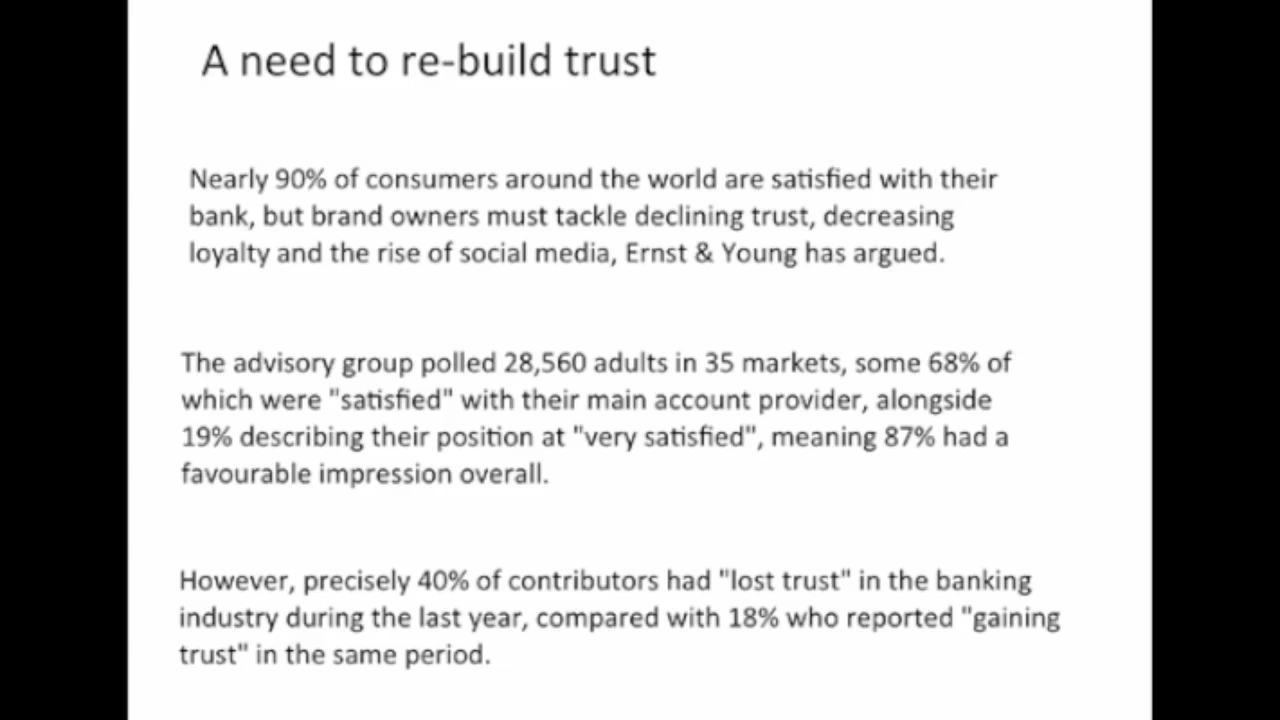 A need to re-build trust
Nearly 90% of consumers around the world are satisfied with their
bank, but brand owners must tackle declining trust, decreasing
loyalty and the rise of social media, Ernst & Young has argued.
The advisory group polled 28,560 adults in 35 markets, some 68% of
which were "satisfied" with their main account provider, alongside
19% describing their position at "very satisfied", meaning 87% had a
favourable impression overall.
However, precisely 40% of contributors had "lost trust" in the banking
industry during the last year, compared with 18% who reported "gaining
trust" in the same period.